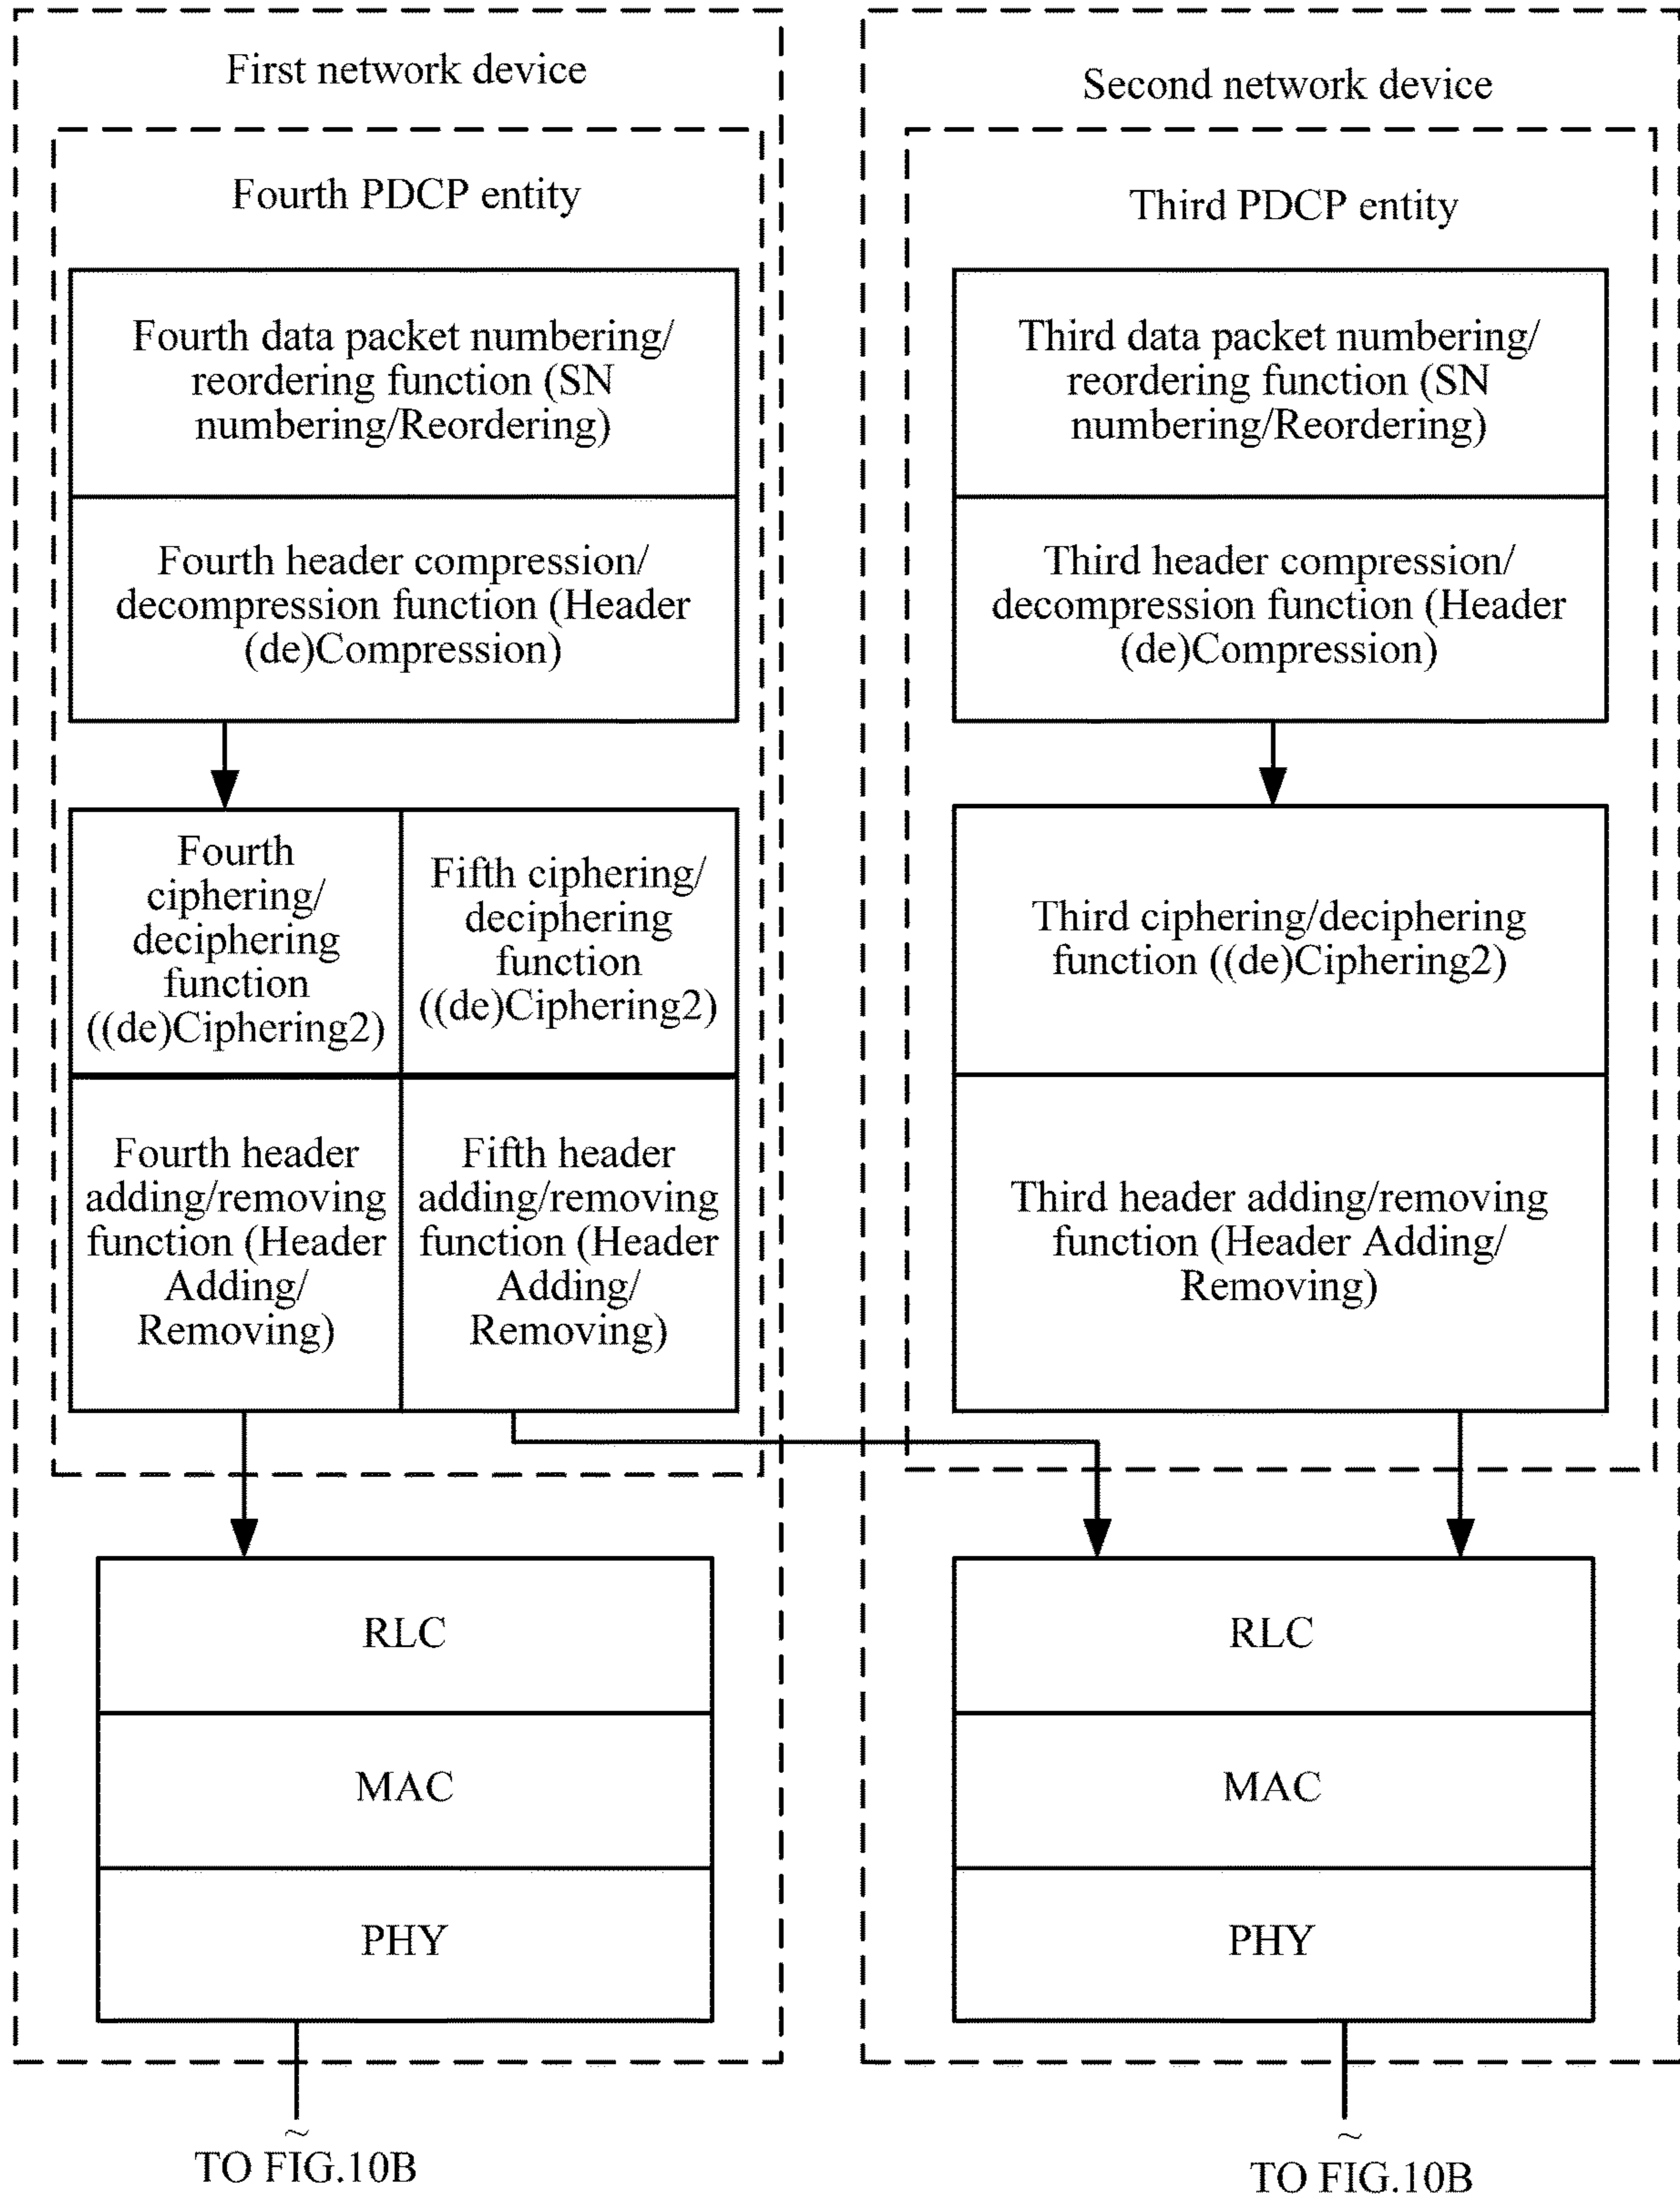 First network device
Fourth PDCP entity
Fourth data packet numbering/
reordering function (SN
numbering/Reordering)
Fourth header compression/
decompression function (Header
(de)Compression)
Fourth
ciphering/
deciphering
function
((de)Ciphering2)
Fifth ciphering/
deciphering
function
((de)Ciphering2)
Fourth header
adding/removing
function (Header
Adding/
Removing)
Fifth header
adding/removing
function (Header
Adding/
Removing)
RLC
MAC
PHY
~
TO FIG.10B
Second network device
Third PDCP entity
Third data packet numbering/
reordering function (SN
numbering/Reordering)
Third header compression/
decompression function (Header
(de)Compression)
Third ciphering/deciphering
function ((de)Ciphering2)
Third header adding/removing
function (Header Adding/
Removing)
RLC
MAC
PHY
~
TO FIG.10B